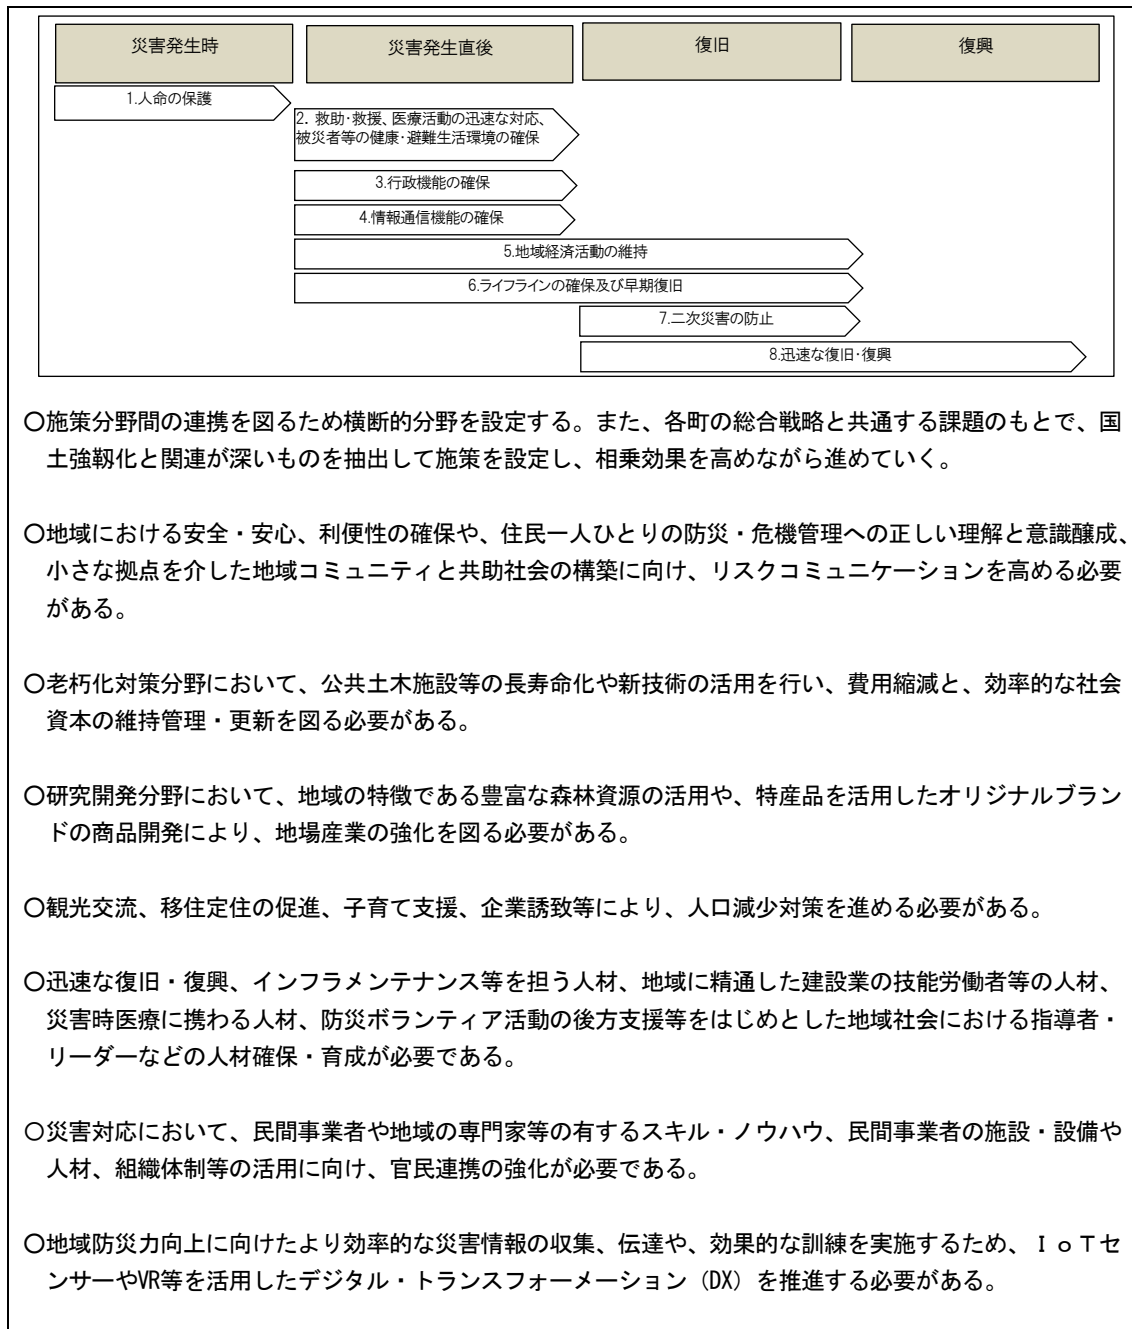 災害発生時
災害発生直後
復旧
復興
1.人命の保護
2. 救助･救援、医療活動の迅速な対応、
被災者等の健康･避難生活環境の確保
3.行政機能の確保
4.情報通信機能の確保
5.地域経済活動の維持
6.ライフラインの確保及び早期復旧
7.二次災害の防止
8.迅速な復旧･復興
○施策分野間の連携を図るため横断的分野を設定する。また、各町の総合戦略と共通する課題のもとで、国
土強靱化と関連が深いものを抽出して施策を設定し、相乗効果を高めながら進めていく。
○地域における安全・安心、利便性の確保や、住民一人ひとりの防災・危機管理への正しい理解と意識醸成、
小さな拠点を介した地域コミュニティと共助社会の構築に向け、リスクコミュニケーションを高める必要
がある。
○老朽化対策分野において、公共土木施設等の長寿命化や新技術の活用を行い、費用縮減と、効率的な社会
資本の維持管理・更新を図る必要がある。
○研究開発分野において、地域の特徴である豊富な森林資源の活用や、特産品を活用したオリジナルブラン
ドの商品開発により、地場産業の強化を図る必要がある。
○観光交流、移住定住の促進、子育て支援、企業誘致等により、人口減少対策を進める必要がある。
○迅速な復旧・復興、インフラメンテナンス等を担う人材、地域に精通した建設業の技能労働者等の人材、
災害時医療に携わる人材、防災ボランティア活動の後方支援等をはじめとした地域社会における指導者・
リーダーなどの人材確保・育成が必要である。
○災害対応において、民間事業者や地域の専門家等の有するスキル・ノウハウ、民間事業者の施設・設備や
人材、組織体制等の活用に向け、官民連携の強化が必要である。
○地域防災力向上に向けたより効率的な災害情報の収集、伝達や、効果的な訓練を実施するため、ＩｏＴセ
ンサーやVR等を活用したデジタル・トランスフォーメーション（DX）を推進する必要がある。